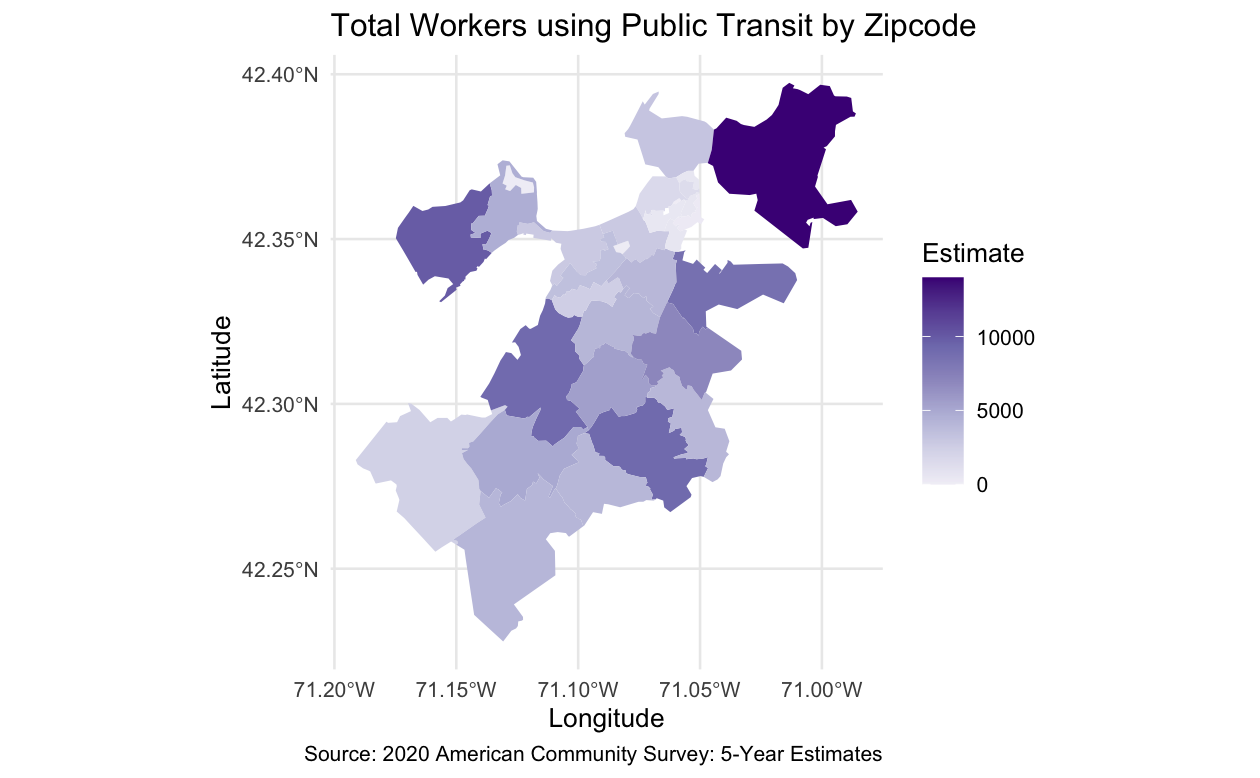 Total Workers using Public Transit by Zipcode
42.40°N
42.35°N
42.30°N
42.25°N
Latitude
71.20°W 71.15°W 71.10°W 71.05°W 71.00°W
Longitude
Estimate
10000
5000
0
Source: 2020 American Community Survey: 5-Year Estimates